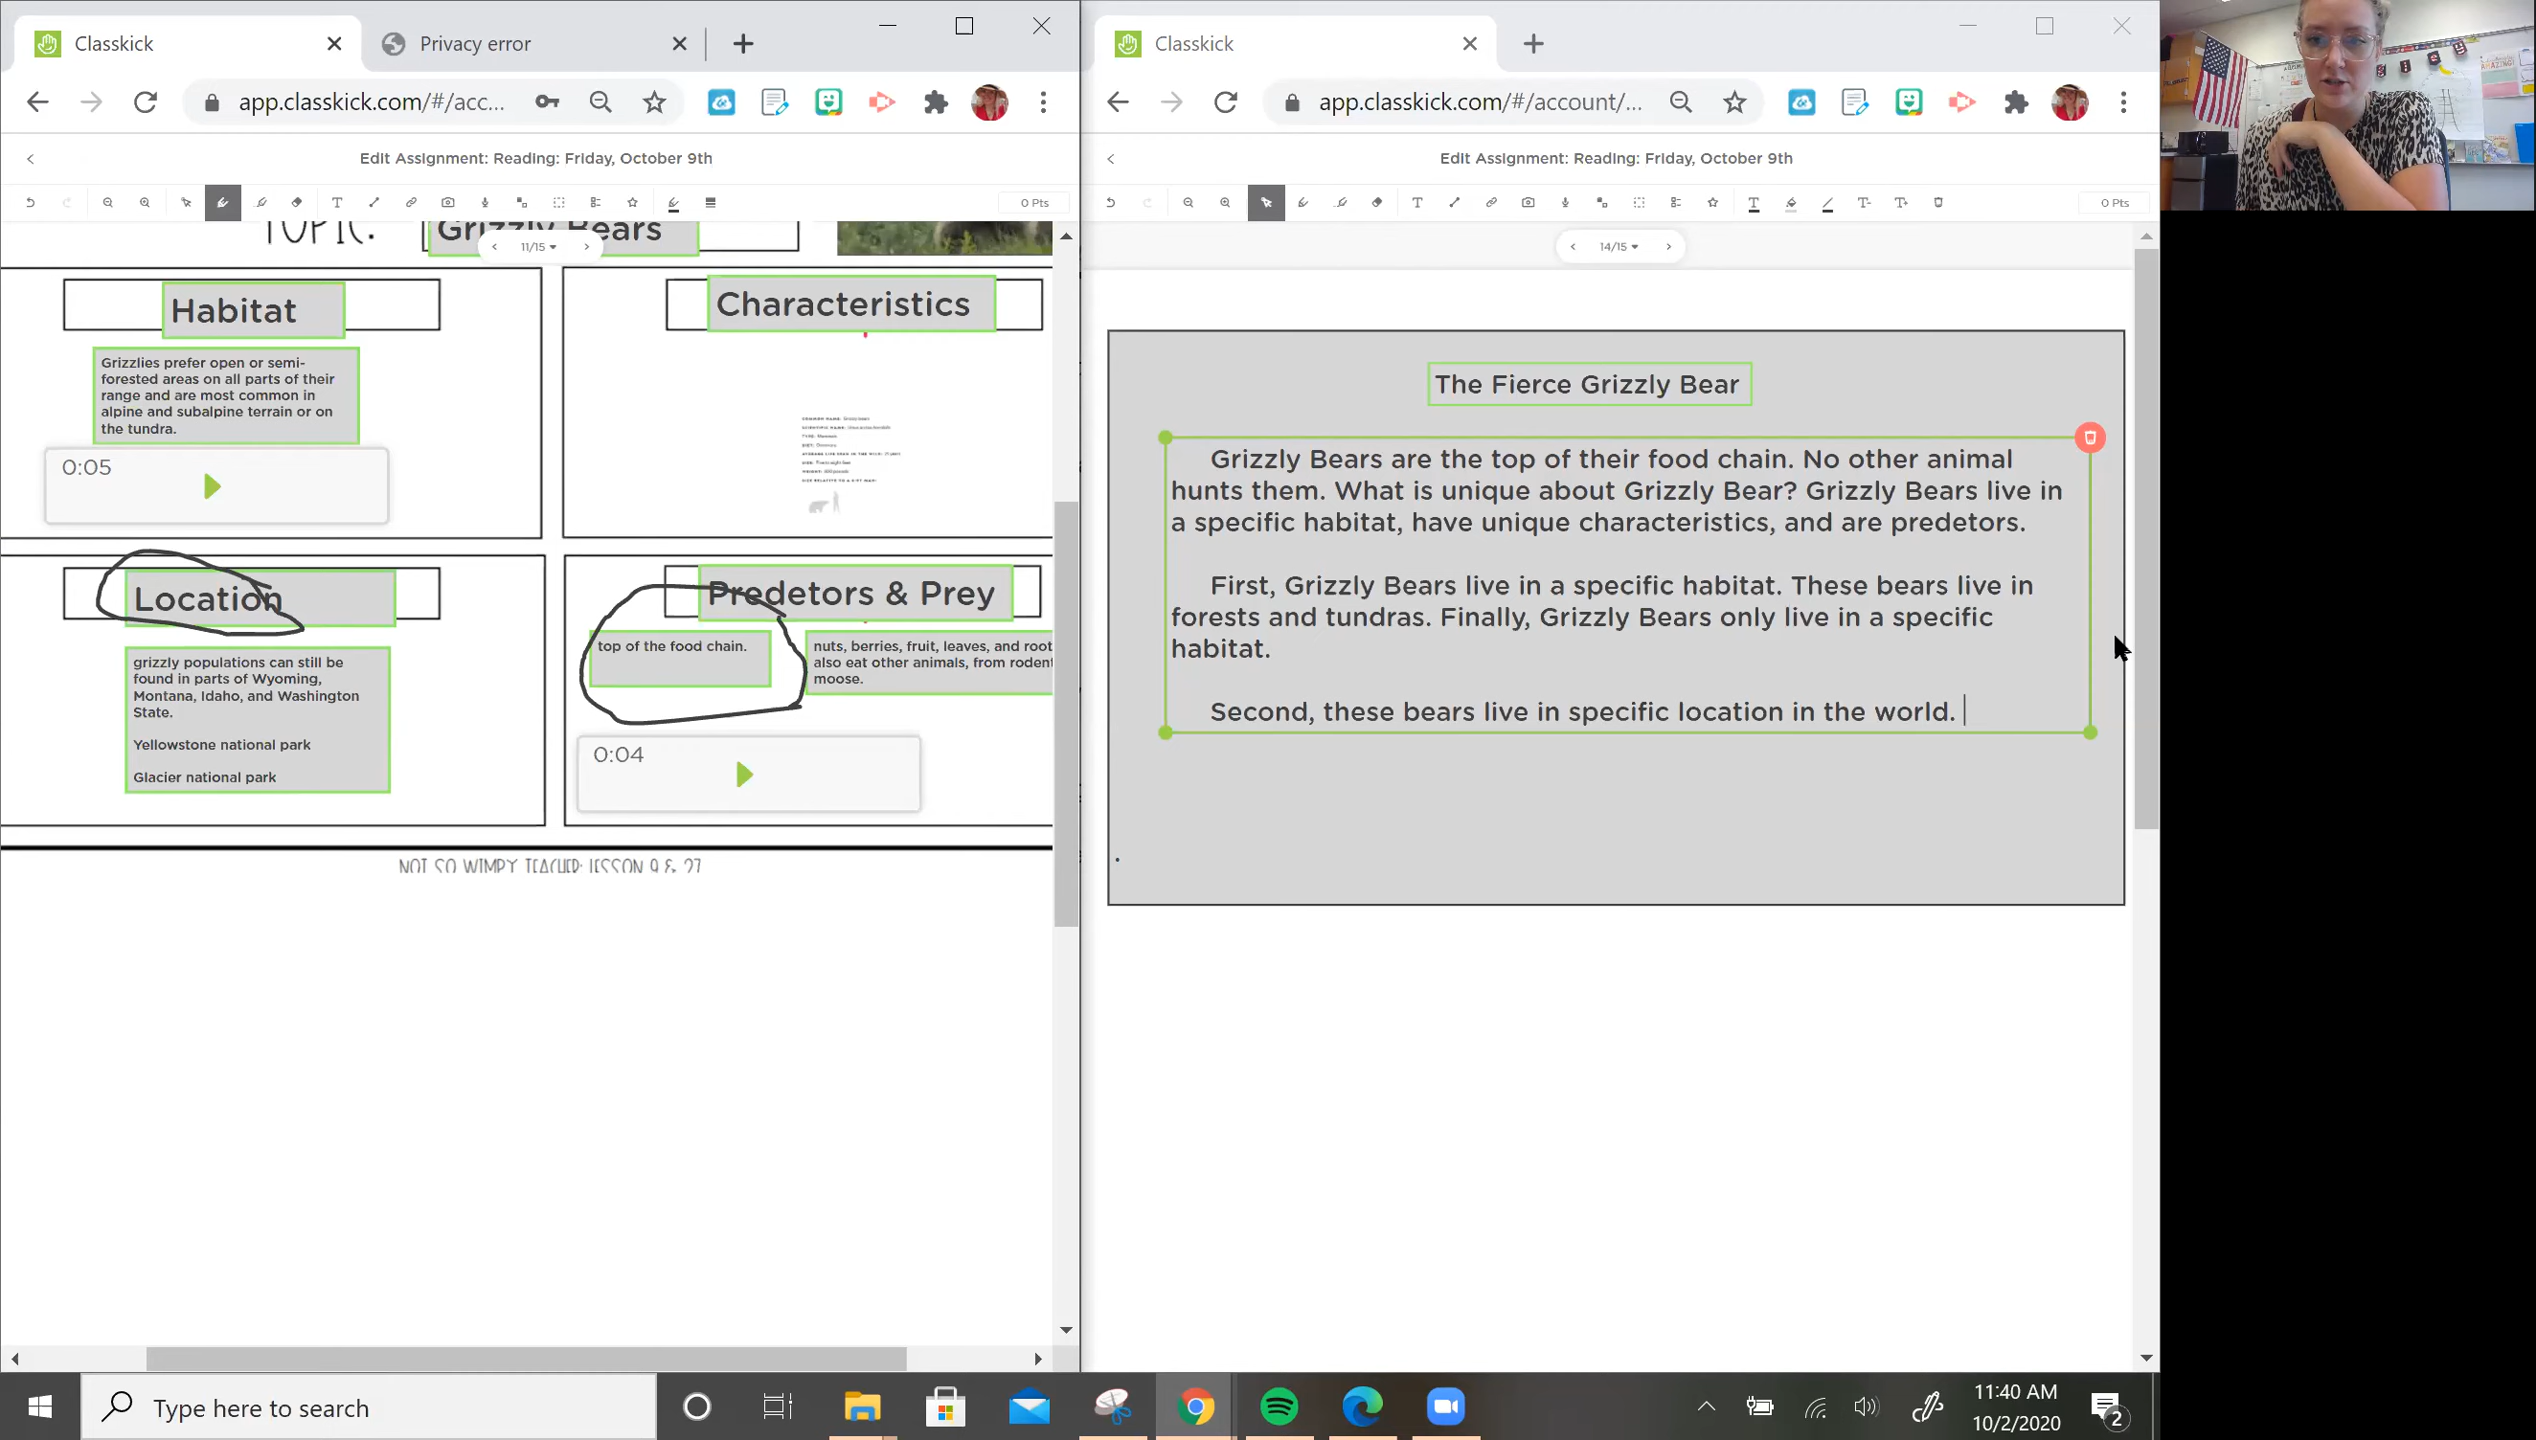 Classkick
Privacy error
app.classkick.com/#/acc...
Edit Assignment: Reading: Friday, October 9th
0 Pts
TOPIC:
Grizzly Bears
11/15
Habitat
Grizzlies prefer open or semi-
forested areas on all parts of their
range and are most common in
alpine and subalpine terrain or on
the tundra.
0:05
Characteristics
Location
grizzly populations can still be
found in parts of Wyoming,
Montana, Idaho, and Washington
State.
Yellowstone national park
Glacier national park
Predetors & Prey
top of the food chain.
nuts, berries, fruit, leaves, and root
also eat other animals, from rodent
moose.
0:04
NOT SO WIMPY TEACHER: LESSON 9 & 27
Classkick
app.classkick.com/#/account/...
Edit Assignment: Reading: Friday, October 9th
0 Pts
14/15
The Fierce Grizzly Bear
Grizzly Bears are the top of their food chain. No other animal
hunts them. What is unique about Grizzly Bear? Grizzly Bears live in
a specific habitat, have unique characteristics, and are predetors.
First, Grizzly Bears live in a specific habitat. These bears live in
forests and tundras. Finally, Grizzly Bears only live in a specific
habitat.
Second, these bears live in specific location in the world.
Type here to search
11:40 AM
10/2/2020
2